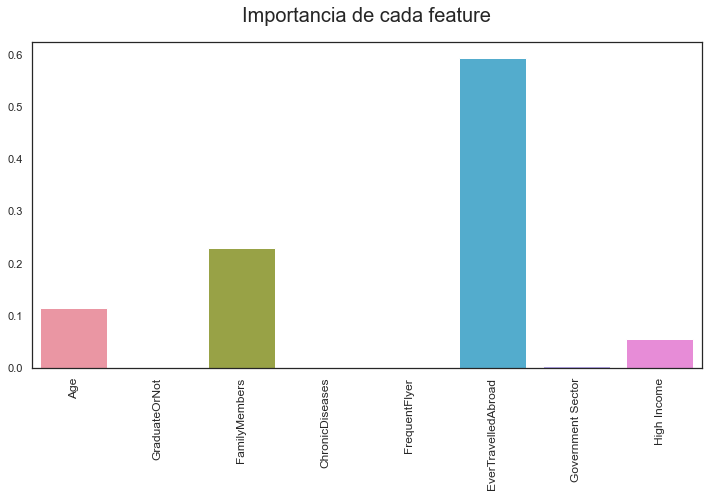 Importancia de cada feature
0.6
0.5
0.4
0.3
0.2
0.1
0.0
Age
GraduateOrNot
FamilyMembers
ChronicDiseases
FrequentFlyer
EverTravelledAbroad
Government Sector
High Income